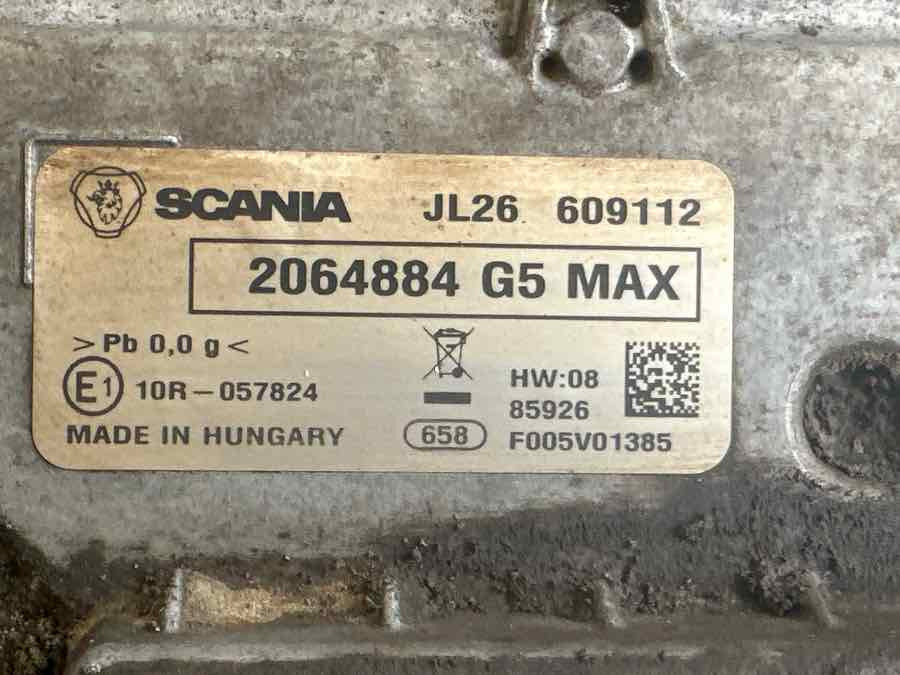 SCANIA JL26 609112
2064884 G5 MAX
>Pb 0,0 g<
E1 10R-057824
HW:08
85926
MADE IN HUNGARY 658 F005V01385